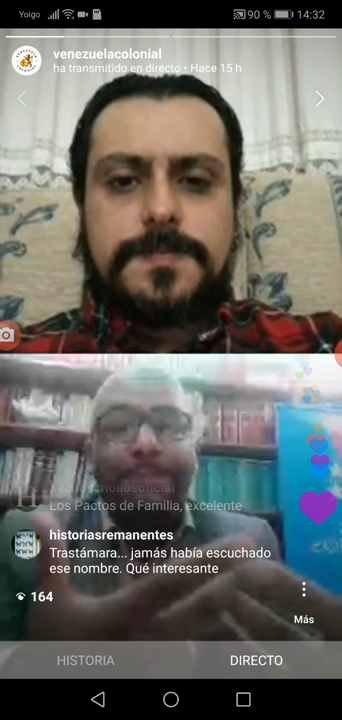 Yoigo 90 % 14:32
venezuelacolonial
ha transmitido en directo • Hace 15 h
Los Pactos de Familia, excelente
historiasremanentes
Trastámara... jamás había escuchado
ese nombre. Qué interesante
164
Más
HISTORIA DIRECTO